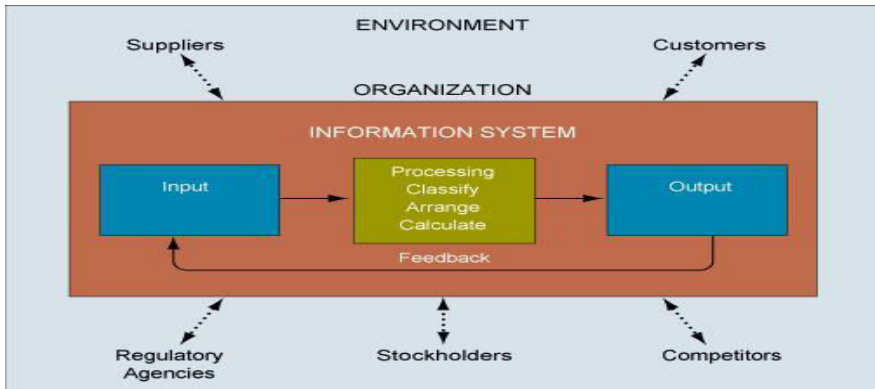 ENVIRONMENT
Suppliers
Customers
ORGANIZATION
INFORMATION SYSTEM
Input
Processing
Classify
Arrange
Calculate
Output
Feedback
Regulatory
Agencies
Stockholders
Competitors